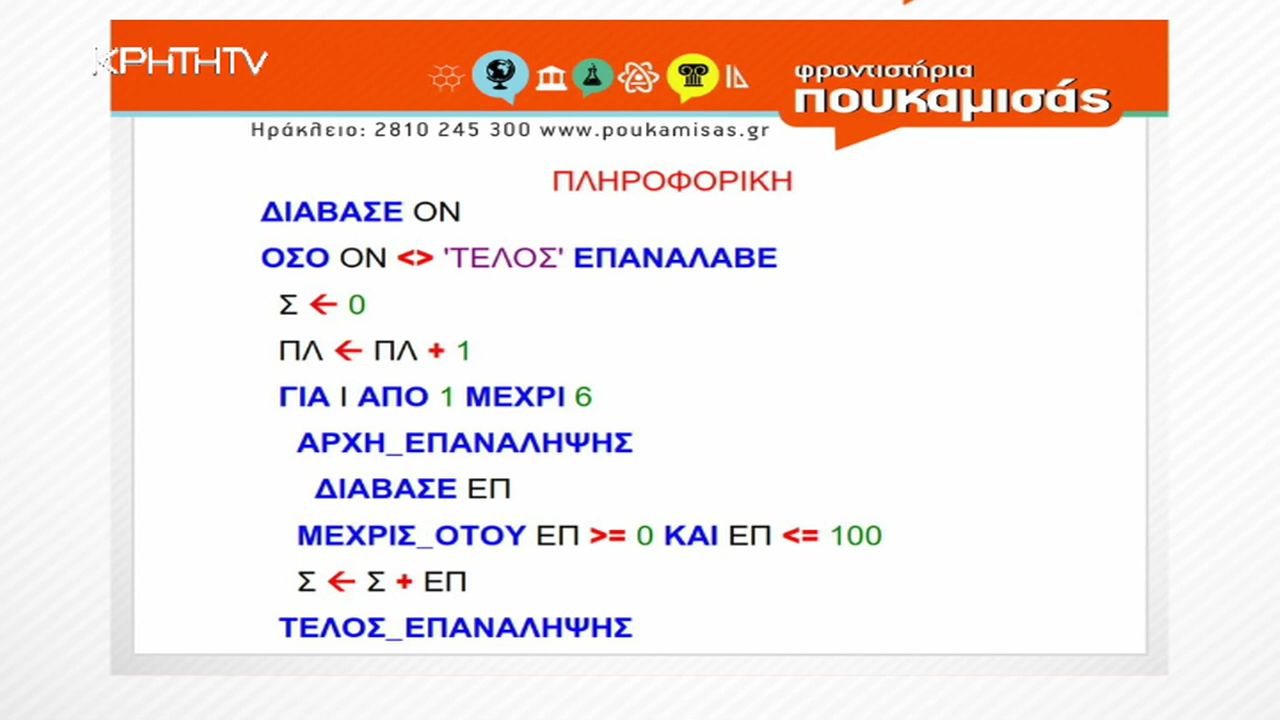 ΚΡΗΤΗTV
φροντιστήρια
πουκαμισάς
Ηράκλειο: 2810 245 300 www.poukamisas.gr
ΠΛΗΡΟΦΟΡΙΚΗ
ΔΙΑΒΑΣΕ ΟΝ
ΟΣΟ ΟΝ <> 'ΤΕΛΟΣ' ΕΠΑΝΑΛΑΒΕ
Σ ← 0
ΠΛ ← ΠΛ + 1
ΓΙΑ Ι ΑΠΟ 1 ΜΕΧΡΙ 6
ΑΡΧΗ_ΕΠΑΝΑΛΗΨΗΣ
ΔΙΑΒΑΣΕ ΕΠ
ΜΕΧΡΙΣ_ΟΤΟΥ ΕΠ >= 0 ΚΑΙ ΕΠ <= 100
Σ ← Σ + ΕΠ
ΤΕΛΟΣ_ΕΠΑΝΑΛΗΨΗΣ